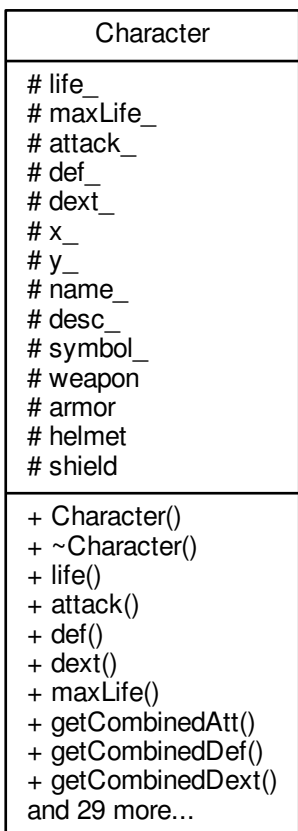 Character
# life_
# maxLife_
# attack_
# def_
# dext_
# x_
# y_
# name_
# desc_
# symbol_
# weapon
# armor
# helmet
# shield
+ Character()
+ ~Character()
+ life()
+ attack()
+ def()
+ dext()
+ maxLife()
+ getCombinedAtt()
+ getCombinedDef()
+ getCombinedDext()
and 29 more...